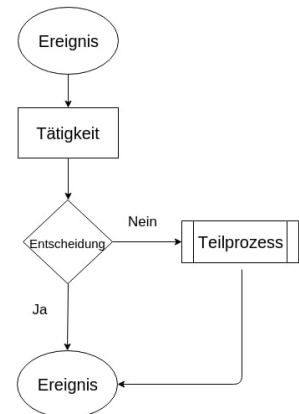 Ereignis
Tätigkeit
Entscheidung
Nein
Teilprozess
Ja
Ereignis